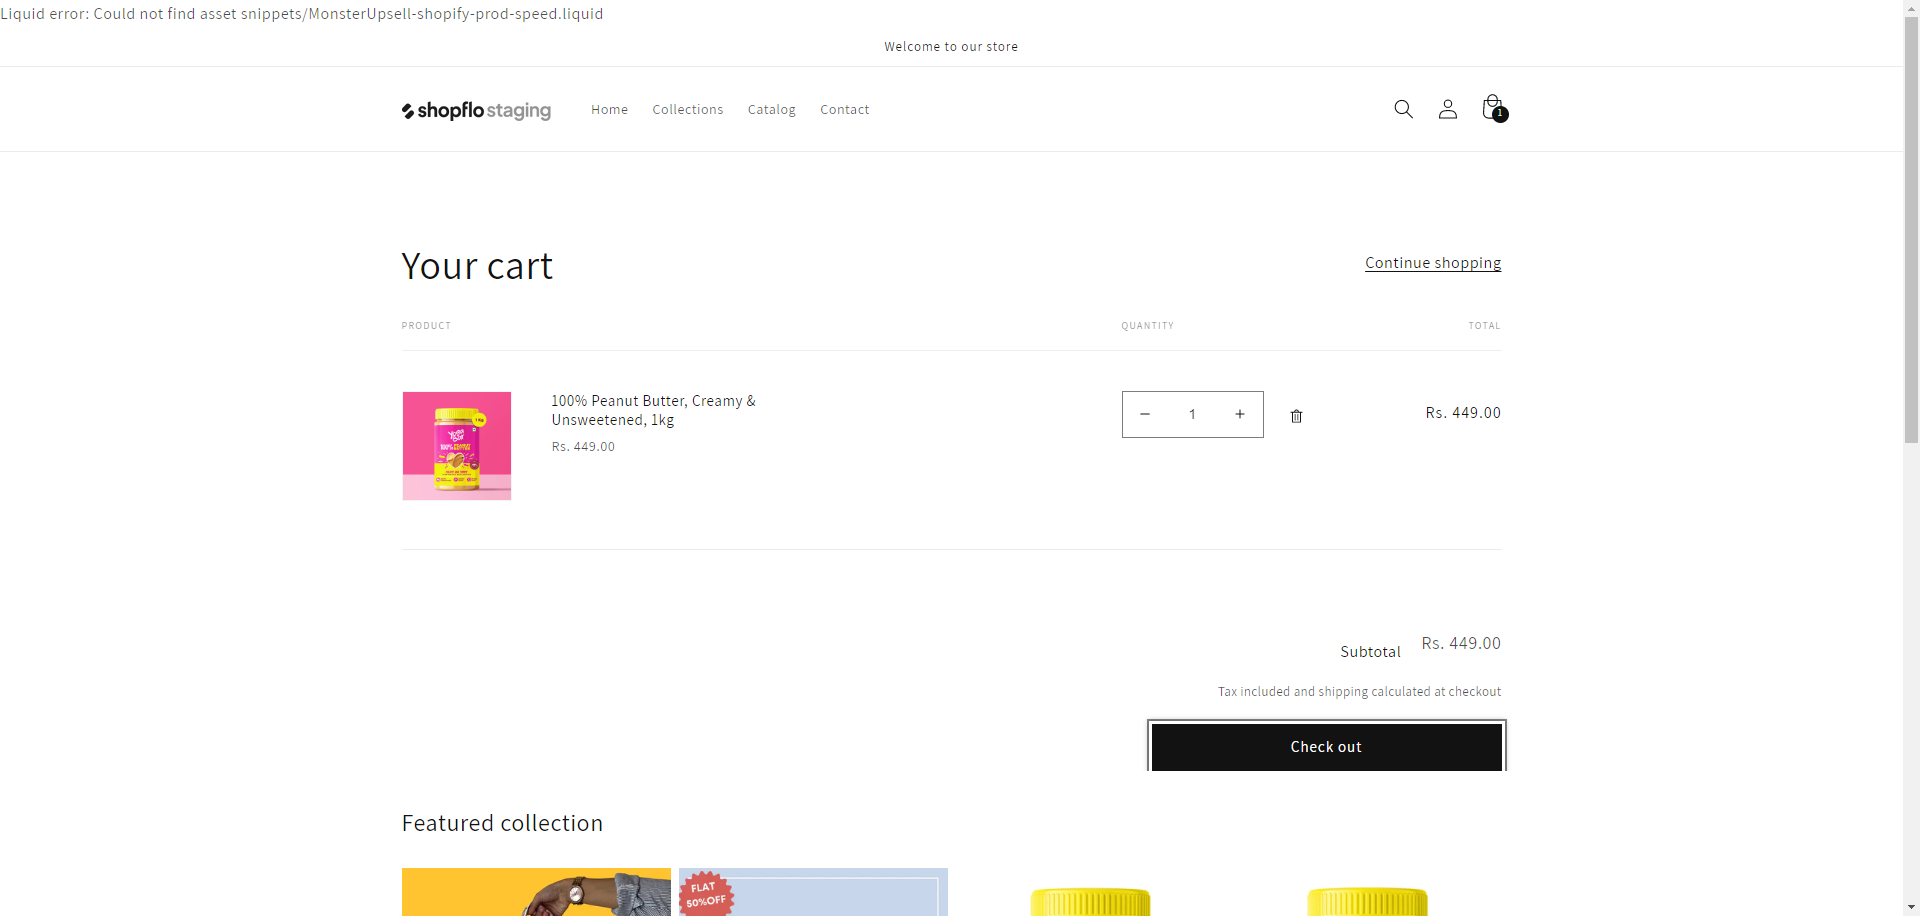 Liquid error: Could not find asset snippets/MonsterUpsell-shopify-prod-speed.liquid
Welcome to our store
shopflo staging
Home
Collections
Catalog
Contact
1
Your cart
Continue shopping
PRODUCT
QUANTITY
TOTAL
100% Peanut Butter, Creamy &
Unsweetened, 1kg
Rs. 449.00
− 1 +
Rs. 449.00
Subtotal
Rs. 449.00
Tax included and shipping calculated at checkout
Check out
Featured collection
FLAT
50%OFF